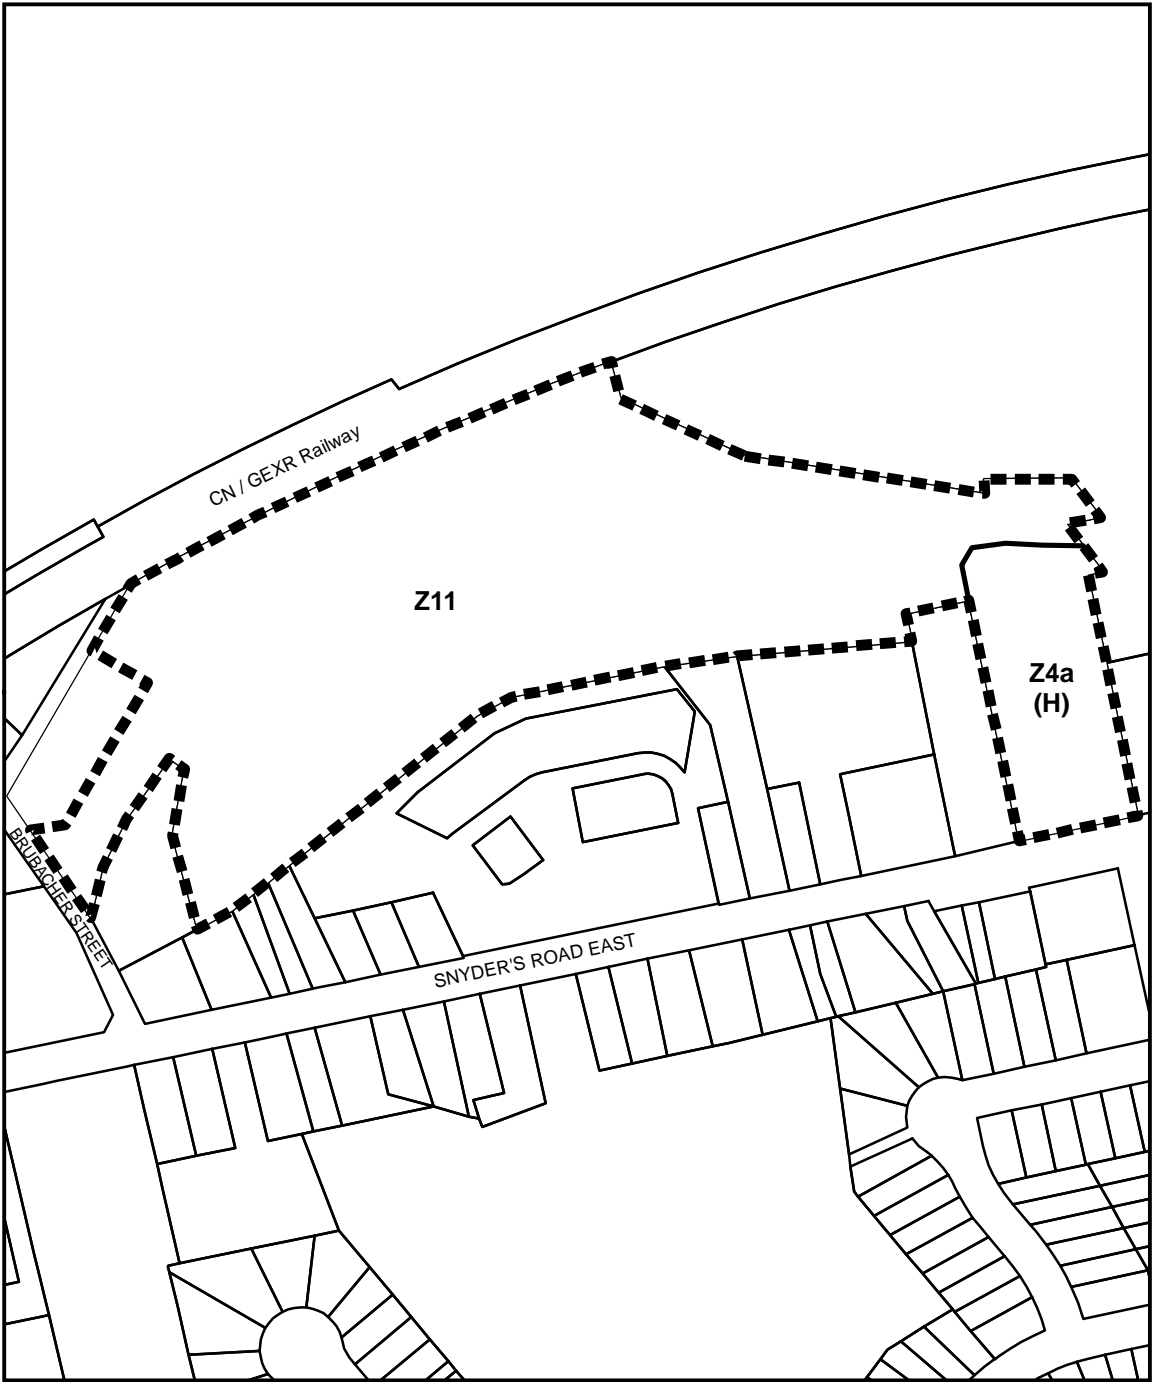 CN / GEXR Railway
Z11
Z4a
(H)
BRUBACHER STREET
SNYDER'S ROAD EAST